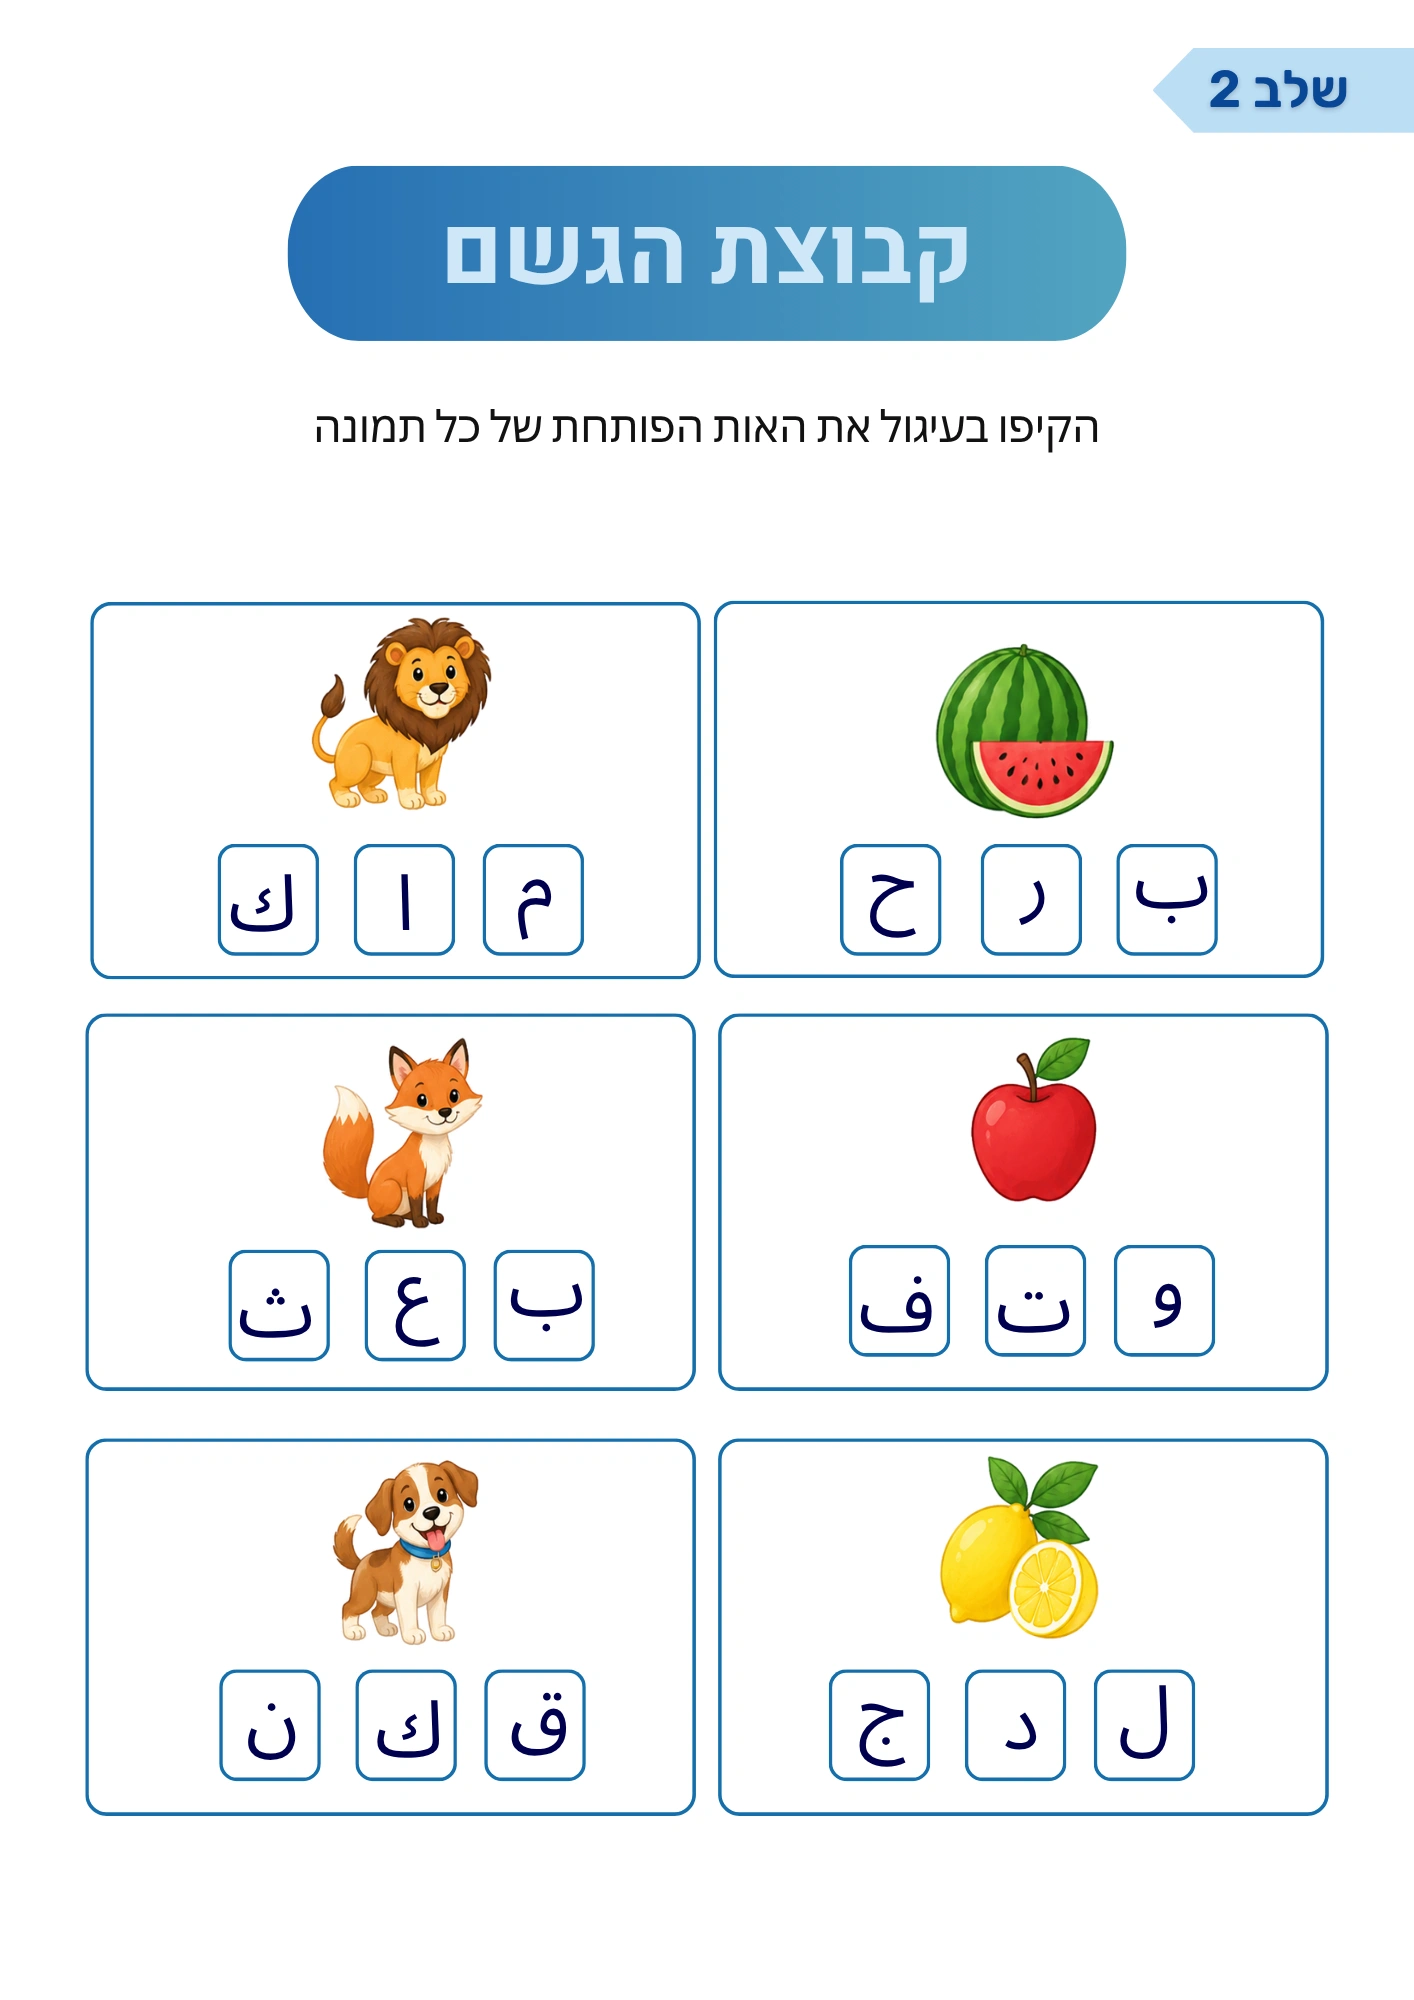 שלב 2
קבוצת הגשם
הקיפו בעיגול את האות הפותחת של כל תמונה
ب ر ح
م ا ك
و ت ف
ب ع ث
ل د ج
ق ك ن